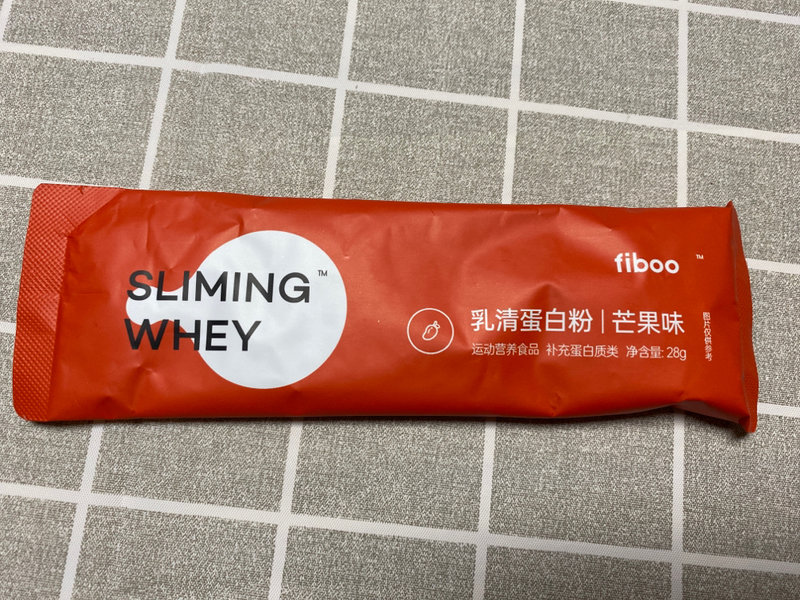 SLIMING™
WHEY
fiboo ™
乳清蛋白粉|芒果味
运动营养食品 补充蛋白质类 净含量: 28g
图片仅供参考